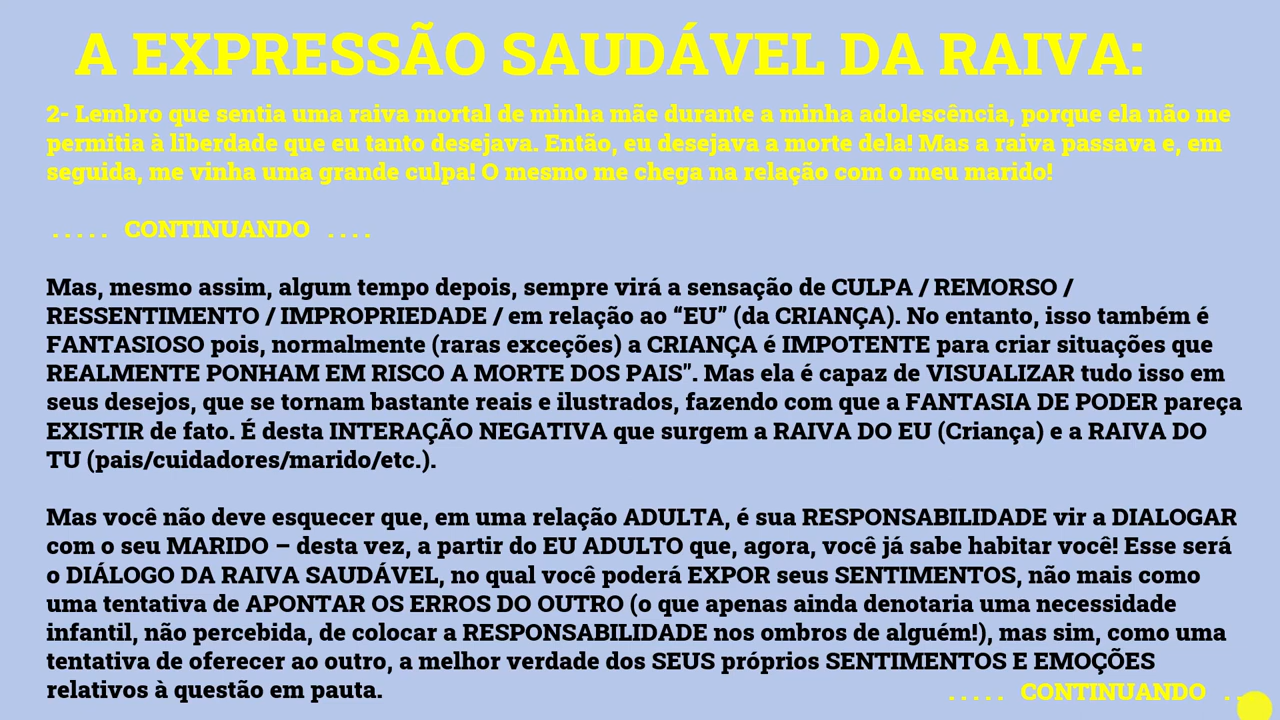 A EXPRESSÃO SAUDÁVEL DA RAIVA:
2- Lembro que sentia uma raiva mortal de minha mãe durante a minha adolescência, porque ela não me
permitia à liberdade que eu tanto desejava. Então, eu desejava a morte dela! Mas a raiva passava e, em
seguida, me vinha uma grande culpa! O mesmo me chega na relação com o meu marido!
. . . . . CONTINUANDO . . . .
Mas, mesmo assim, algum tempo depois, sempre virá a sensação de CULPA / REMORSO /
RESSENTIMENTO / IMPROPRIEDADE / em relação ao “EU” (da CRIANÇA). No entanto, isso também é
FANTASIOSO pois, normalmente (raras exceções) a CRIANÇA é IMPOTENTE para criar situações que
REALMENTE PONHAM EM RISCO A MORTE DOS PAIS". Mas ela é capaz de VISUALIZAR tudo isso em
seus desejos, que se tornam bastante reais e ilustrados, fazendo com que a FANTASIA DE PODER pareça
EXISTIR de fato. É desta INTERAÇÃO NEGATIVA que surgem a RAIVA DO EU (Criança) e a RAIVA DO
TU (pais/cuidadores/marido/etc.).
Mas você não deve esquecer que, em uma relação ADULTA, é sua RESPONSABILIDADE vir a DIALOGAR
com o seu MARIDO – desta vez, a partir do EU ADULTO que, agora, você já sabe habitar você! Esse será
o DIÁLOGO DA RAIVA SAUDÁVEL, no qual você poderá EXPOR seus SENTIMENTOS, não mais como
uma tentativa de APONTAR OS ERROS DO OUTRO (o que apenas ainda denotaria uma necessidade
infantil, não percebida, de colocar a RESPONSABILIDADE nos ombros de alguém!), mas sim, como uma
tentativa de oferecer ao outro, a melhor verdade dos SEUS próprios SENTIMENTOS E EMOÇÕES
relativos à questão em pauta.
. . . . . CONTINUANDO . .